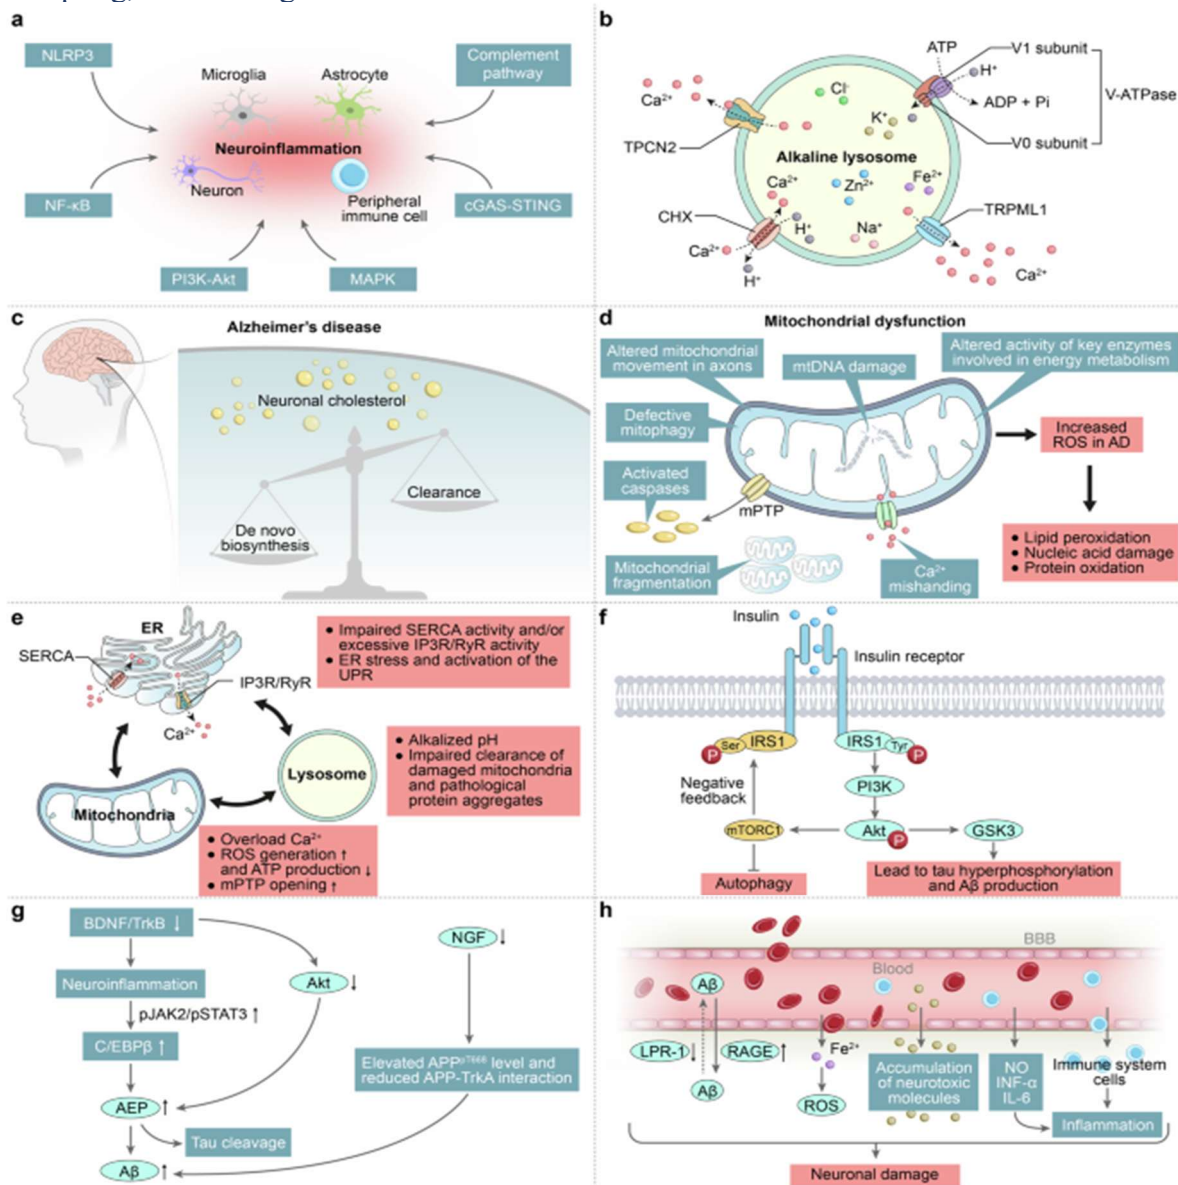 a
NLRP3
Microglia
Astrocyte
Complement
pathway
Neuroinflammation
Neuron
Peripheral
immune cell
NF-κB
cGAS-STING
PI3K-Akt
MAPK
b
ATP
V1 subunit
H⁺
ADP + Pi
V-ATPase
V0 subunit
Ca²⁺
Cl⁻
K⁺
TPCN2
Alkaline lysosome
Ca²⁺
Zn²⁺
Fe²⁺
CHX
H⁺
Na⁺
TRPML1
Ca²⁺
H⁺
Ca²⁺
c
Alzheimer's disease
Neuronal cholesterol
Clearance
De novo
biosynthesis
d
Mitochondrial dysfunction
Altered mitochondrial
movement in axons
mtDNA damage
Altered activity of key enzymes
involved in energy metabolism
Defective
mitophagy
Increased
ROS in AD
Activated
caspases
mPTP
Mitochondrial
fragmentation
Ca²⁺
mishanding
• Lipid peroxidation
• Nucleic acid damage
• Protein oxidation
e
ER
SERCA
IP3R/RyR
Ca²⁺
• Impaired SERCA activity and/or
excessive IP3R/RyR activity
• ER stress and activation of the
UPR
Lysosome
• Alkalized pH
• Impaired clearance of
damaged mitochondria
and pathological
protein aggregates
Mitochondria
• Overload Ca²⁺
• ROS generation ↑
and ATP production ↓
• mPTP opening ↑
f
Insulin
Insulin receptor
P
Ser
IRS1
IRS1
Tyr
P
Negative
feedback
PI3K
mTORC1
Akt
P
GSK3
Autophagy
Lead to tau hyperphosphorylation
and Aβ production
g
BDNF/TrkB ↓
NGF ↓
Neuroinflammation
Akt ↓
pJAK2/pSTAT3 ↑
C/EBPβ ↑
Elevated APPᵖᵀ⁶⁶⁸ level and
reduced APP-TrkA interaction
AEP ↑
Tau cleavage
Aβ ↑
h
BBB
Blood
Aβ
LPR-1 ↓
RAGE ↑
Aβ
Fe²⁺
ROS
Accumulation
of neurotoxic
molecules
NO
INF-α
IL-6
Immune system
cells
Inflammation
Neuronal damage